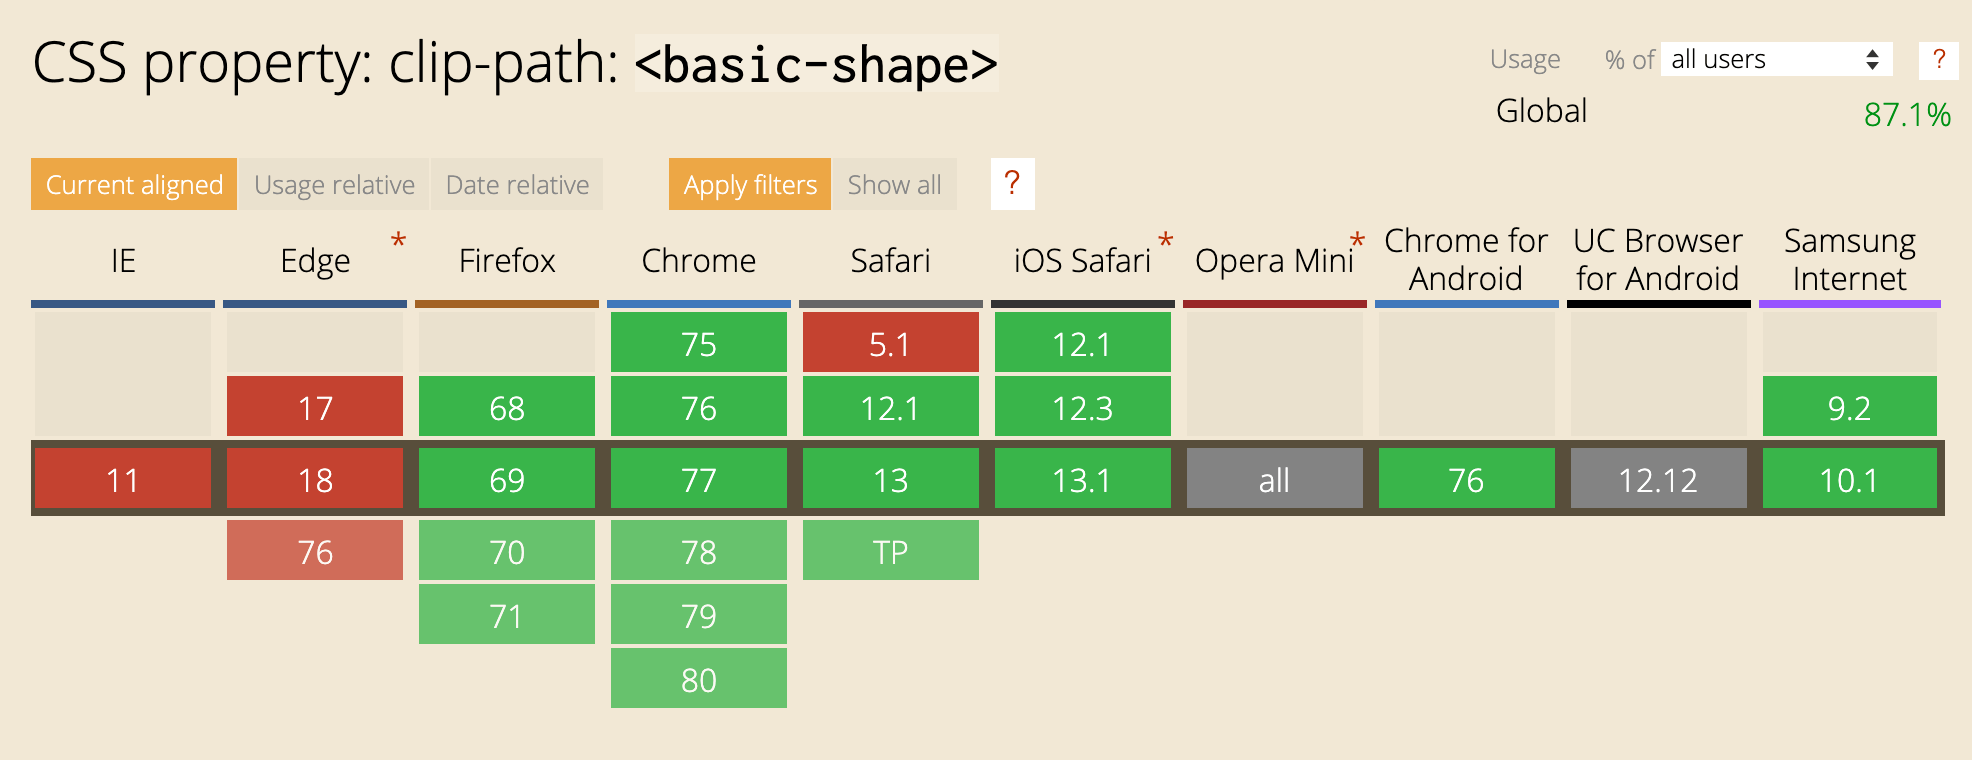 CSS property: clip-path: <basic-shape>
Usage % of all users ?
Global 87.1%
Current aligned Usage relative Date relative Apply filters Show all ?
IE Edge * Firefox Chrome Safari iOS Safari * Opera Mini * Chrome for Android UC Browser for Android Samsung Internet
75 5.1 12.1
17 68 76 12.1 12.3 9.2
11 18 69 77 13 13.1 all 76 12.12 10.1
76 70 78 TP
71 79
80